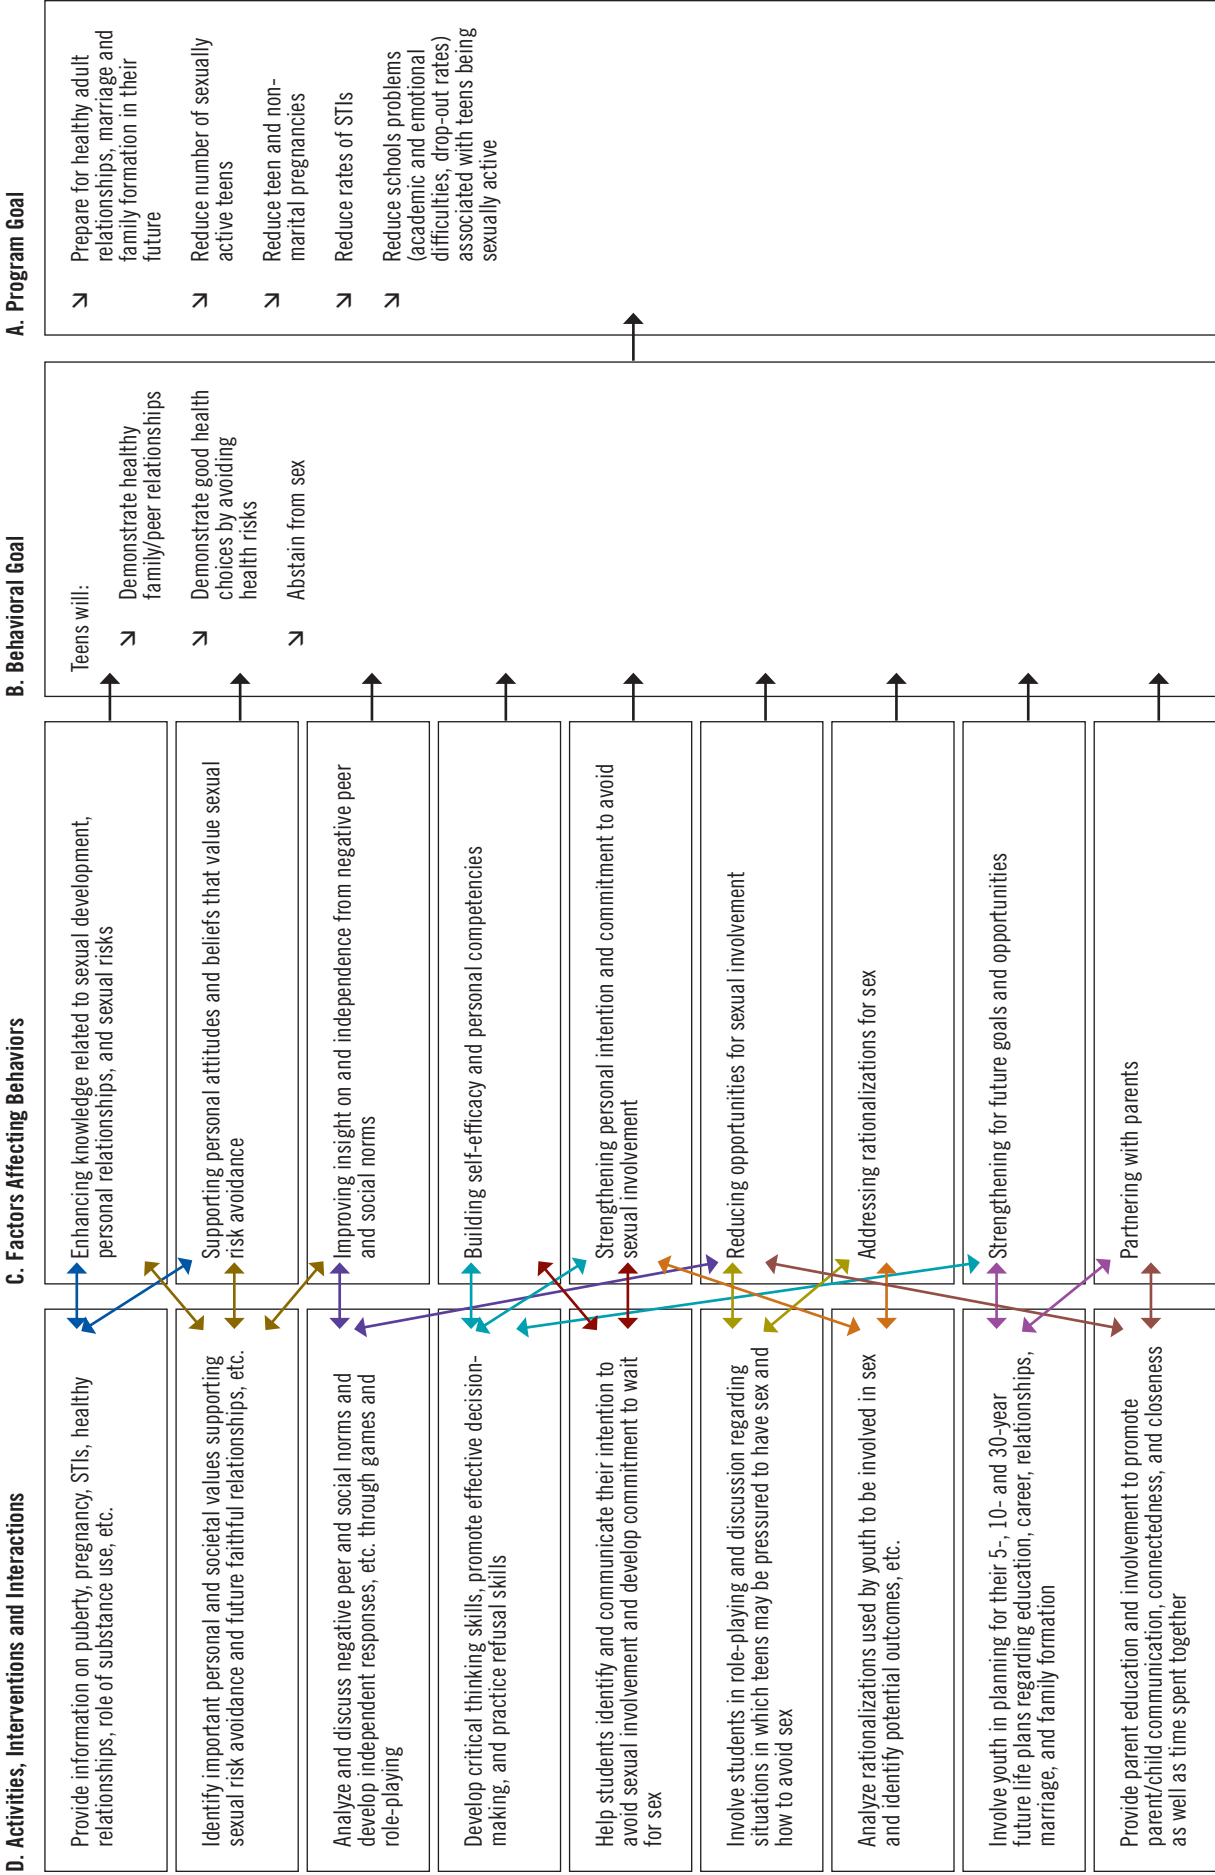 D. Activities, Interventions and Interactions
Provide information on puberty, pregnancy, STIs, healthy
relationships, role of substance use, etc.
Identify important personal and societal values supporting
sexual risk avoidance and future faithful relationships, etc.
Analyze and discuss negative peer and social norms and
develop independent responses, etc. through games and
role-playing
Develop critical thinking skills, promote effective decision-
making, and practice refusal skills
Help students identify and communicate their intention to
avoid sexual involvement and develop commitment to wait
for sex
Involve students in role-playing and discussion regarding
situations in which teens may be pressured to have sex and
how to avoid sex
Analyze rationalizations used by youth to be involved in sex
and identify potential outcomes, etc.
Involve youth in planning for their 5-, 10- and 30-year
future life plans regarding education, career, relationships,
marriage, and family formation
Provide parent education and involvement to promote
parent/child communication, connectedness, and closeness
as well as time spent together
C. Factors Affecting Behaviors
Enhancing knowledge related to sexual development,
personal relationships, and sexual risks
Supporting personal attitudes and beliefs that value sexual
risk avoidance
Improving insight on and independence from negative peer
and social norms
Building self-efficacy and personal competencies
Strengthening personal intention and commitment to avoid
sexual involvement
Reducing opportunities for sexual involvement
Addressing rationalizations for sex
Strengthening for future goals and opportunities
Partnering with parents
B. Behavioral Goal
Teens will:
Demonstrate healthy
family/peer relationships
Demonstrate good health
choices by avoiding
health risks
Abstain from sex
A. Program Goal
Prepare for healthy adult
relationships, marriage and
family formation in their
future
Reduce number of sexually
active teens
Reduce teen and non-
marital pregnancies
Reduce rates of STIs
Reduce schools problems
(academic and emotional
difficulties, drop-out rates)
associated with teens being
sexually active